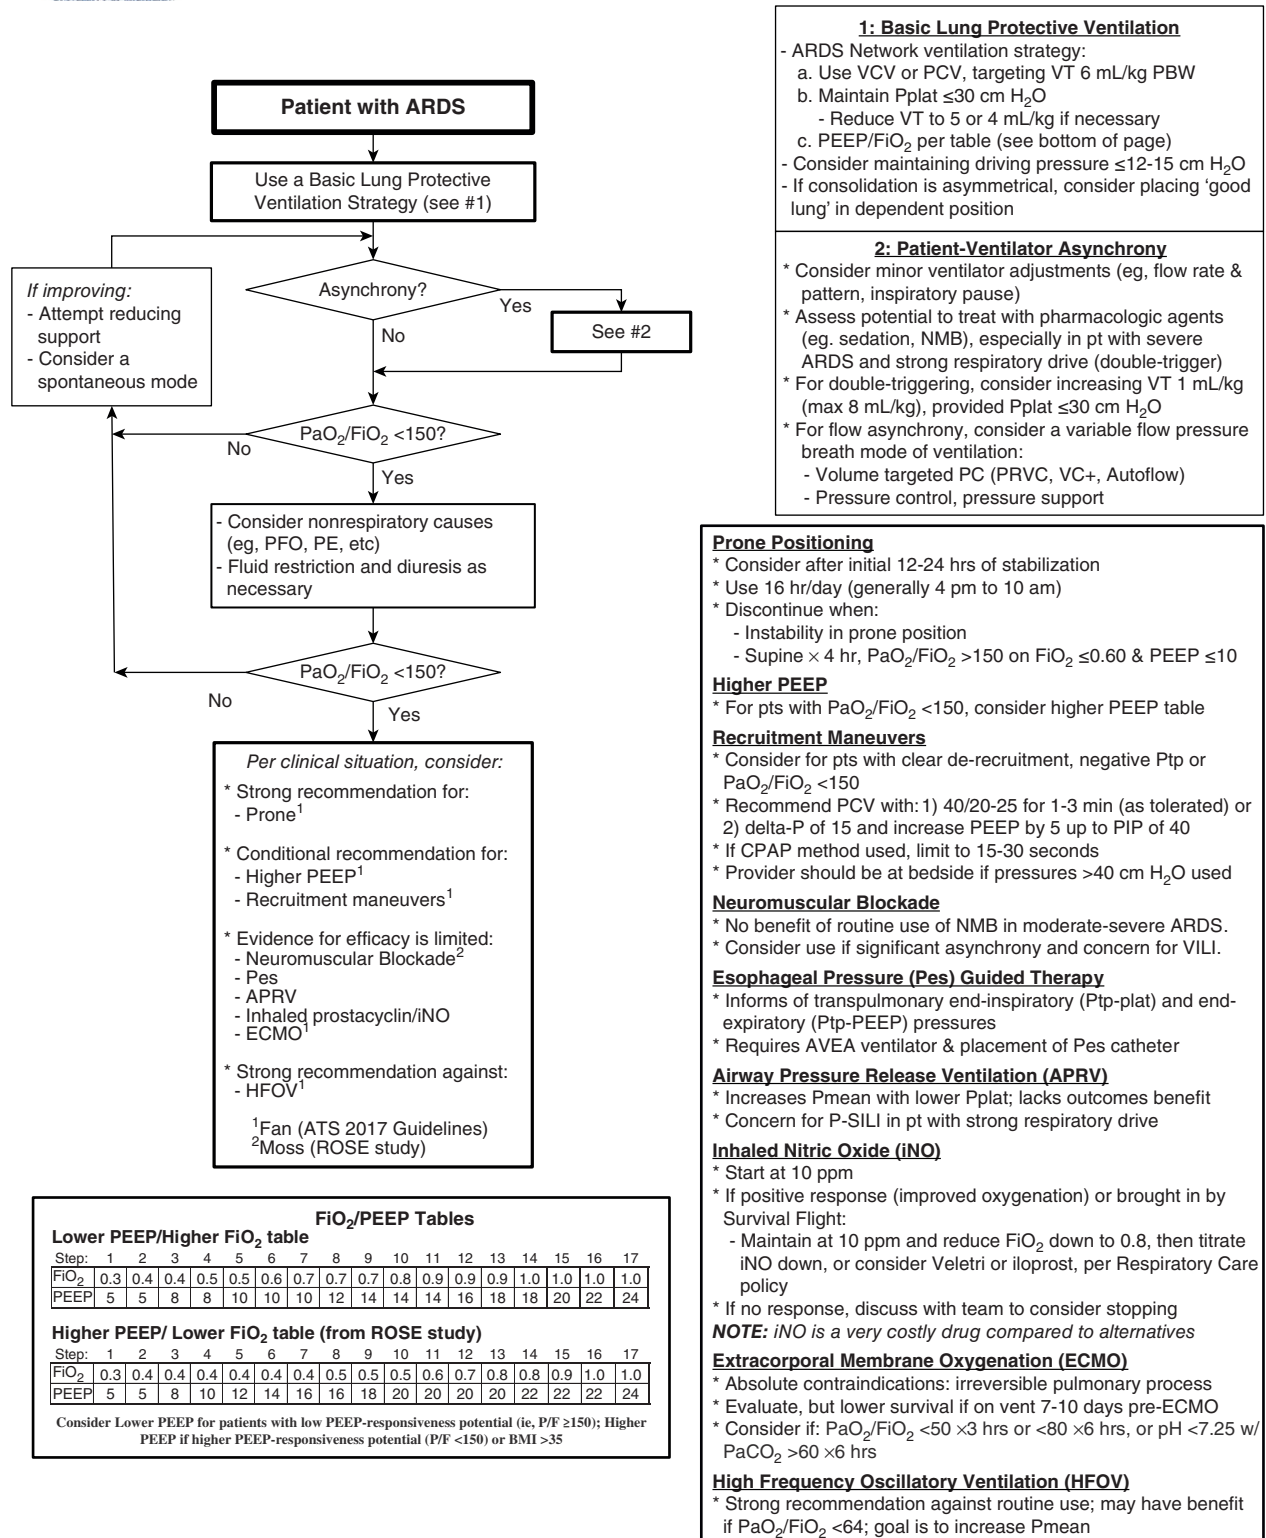 Patient with ARDS
Use a Basic Lung Protective
Ventilation Strategy (see #1)
If improving:
- Attempt reducing
support
- Consider a
spontaneous mode
Asynchrony?
Yes
See #2
No
PaO2/FiO2 <150?
No
Yes
- Consider nonrespiratory causes
(eg, PFO, PE, etc)
- Fluid restriction and diuresis as
necessary
PaO2/FiO2 <150?
No
Yes
Per clinical situation, consider:
* Strong recommendation for:
- Prone1
* Conditional recommendation for:
- Higher PEEP1
- Recruitment maneuvers1
* Evidence for efficacy is limited:
- Neuromuscular Blockade2
- Pes
- APRV
- Inhaled prostacyclin/iNO
- ECMO1
* Strong recommendation against:
- HFOV1
1Fan (ATS 2017 Guidelines)
2Moss (ROSE study)
FiO2/PEEP Tables
Lower PEEP/Higher FiO2 table
Step: 1 2 3 4 5 6 7 8 9 10 11 12 13 14 15 16 17
FiO2 0.3 0.4 0.4 0.5 0.5 0.6 0.7 0.7 0.7 0.8 0.9 0.9 0.9 1.0 1.0 1.0 1.0
PEEP 5 5 8 8 10 10 10 12 14 14 14 16 18 18 20 22 24
Higher PEEP/ Lower FiO2 table (from ROSE study)
Step: 1 2 3 4 5 6 7 8 9 10 11 12 13 14 15 16 17
FiO2 0.3 0.4 0.4 0.4 0.4 0.4 0.4 0.5 0.5 0.5 0.6 0.7 0.8 0.8 0.9 1.0 1.0
PEEP 5 5 8 10 12 14 16 16 18 20 20 20 20 22 22 22 24
Consider Lower PEEP for patients with low PEEP-responsiveness potential (ie, P/F ≥150); Higher
PEEP if higher PEEP-responsiveness potential (P/F <150) or BMI >35
1: Basic Lung Protective Ventilation
- ARDS Network ventilation strategy:
a. Use VCV or PCV, targeting VT 6 mL/kg PBW
b. Maintain Pplat ≤30 cm H2O
- Reduce VT to 5 or 4 mL/kg if necessary
c. PEEP/FiO2 per table (see bottom of page)
- Consider maintaining driving pressure ≤12-15 cm H2O
- If consolidation is asymmetrical, consider placing 'good
lung' in dependent position
2: Patient-Ventilator Asynchrony
* Consider minor ventilator adjustments (eg, flow rate &
pattern, inspiratory pause)
* Assess potential to treat with pharmacologic agents
(eg. sedation, NMB), especially in pt with severe
ARDS and strong respiratory drive (double-trigger)
* For double-triggering, consider increasing VT 1 mL/kg
(max 8 mL/kg), provided Pplat ≤30 cm H2O
* For flow asynchrony, consider a variable flow pressure
breath mode of ventilation:
- Volume targeted PC (PRVC, VC+, Autoflow)
- Pressure control, pressure support
Prone Positioning
* Consider after initial 12-24 hrs of stabilization
* Use 16 hr/day (generally 4 pm to 10 am)
* Discontinue when:
- Instability in prone position
- Supine × 4 hr, PaO2/FiO2 >150 on FiO2 ≤0.60 & PEEP ≤10
Higher PEEP
* For pts with PaO2/FiO2 <150, consider higher PEEP table
Recruitment Maneuvers
* Consider for pts with clear de-recruitment, negative Ptp or
PaO2/FiO2 <150
* Recommend PCV with: 1) 40/20-25 for 1-3 min (as tolerated) or
2) delta-P of 15 and increase PEEP by 5 up to PIP of 40
* If CPAP method used, limit to 15-30 seconds
* Provider should be at bedside if pressures >40 cm H2O used
Neuromuscular Blockade
* No benefit of routine use of NMB in moderate-severe ARDS.
* Consider use if significant asynchrony and concern for VILI.
Esophageal Pressure (Pes) Guided Therapy
* Informs of transpulmonary end-inspiratory (Ptp-plat) and end-
expiratory (Ptp-PEEP) pressures
* Requires AVEA ventilator & placement of Pes catheter
Airway Pressure Release Ventilation (APRV)
* Increases Pmean with lower Pplat; lacks outcomes benefit
* Concern for P-SILI in pt with strong respiratory drive
Inhaled Nitric Oxide (iNO)
* Start at 10 ppm
* If positive response (improved oxygenation) or brought in by
Survival Flight:
- Maintain at 10 ppm and reduce FiO2 down to 0.8, then titrate
iNO down, or consider Veletri or iloprost, per Respiratory Care
policy
* If no response, discuss with team to consider stopping
NOTE: iNO is a very costly drug compared to alternatives
Extracorporal Membrane Oxygenation (ECMO)
* Absolute contraindications: irreversible pulmonary process
* Evaluate, but lower survival if on vent 7-10 days pre-ECMO
* Consider if: PaO2/FiO2 <50 ×3 hrs or <80 ×6 hrs, or pH <7.25 w/
PaCO2 >60 ×6 hrs
High Frequency Oscillatory Ventilation (HFOV)
* Strong recommendation against routine use; may have benefit
if PaO2/FiO2 <64; goal is to increase Pmean